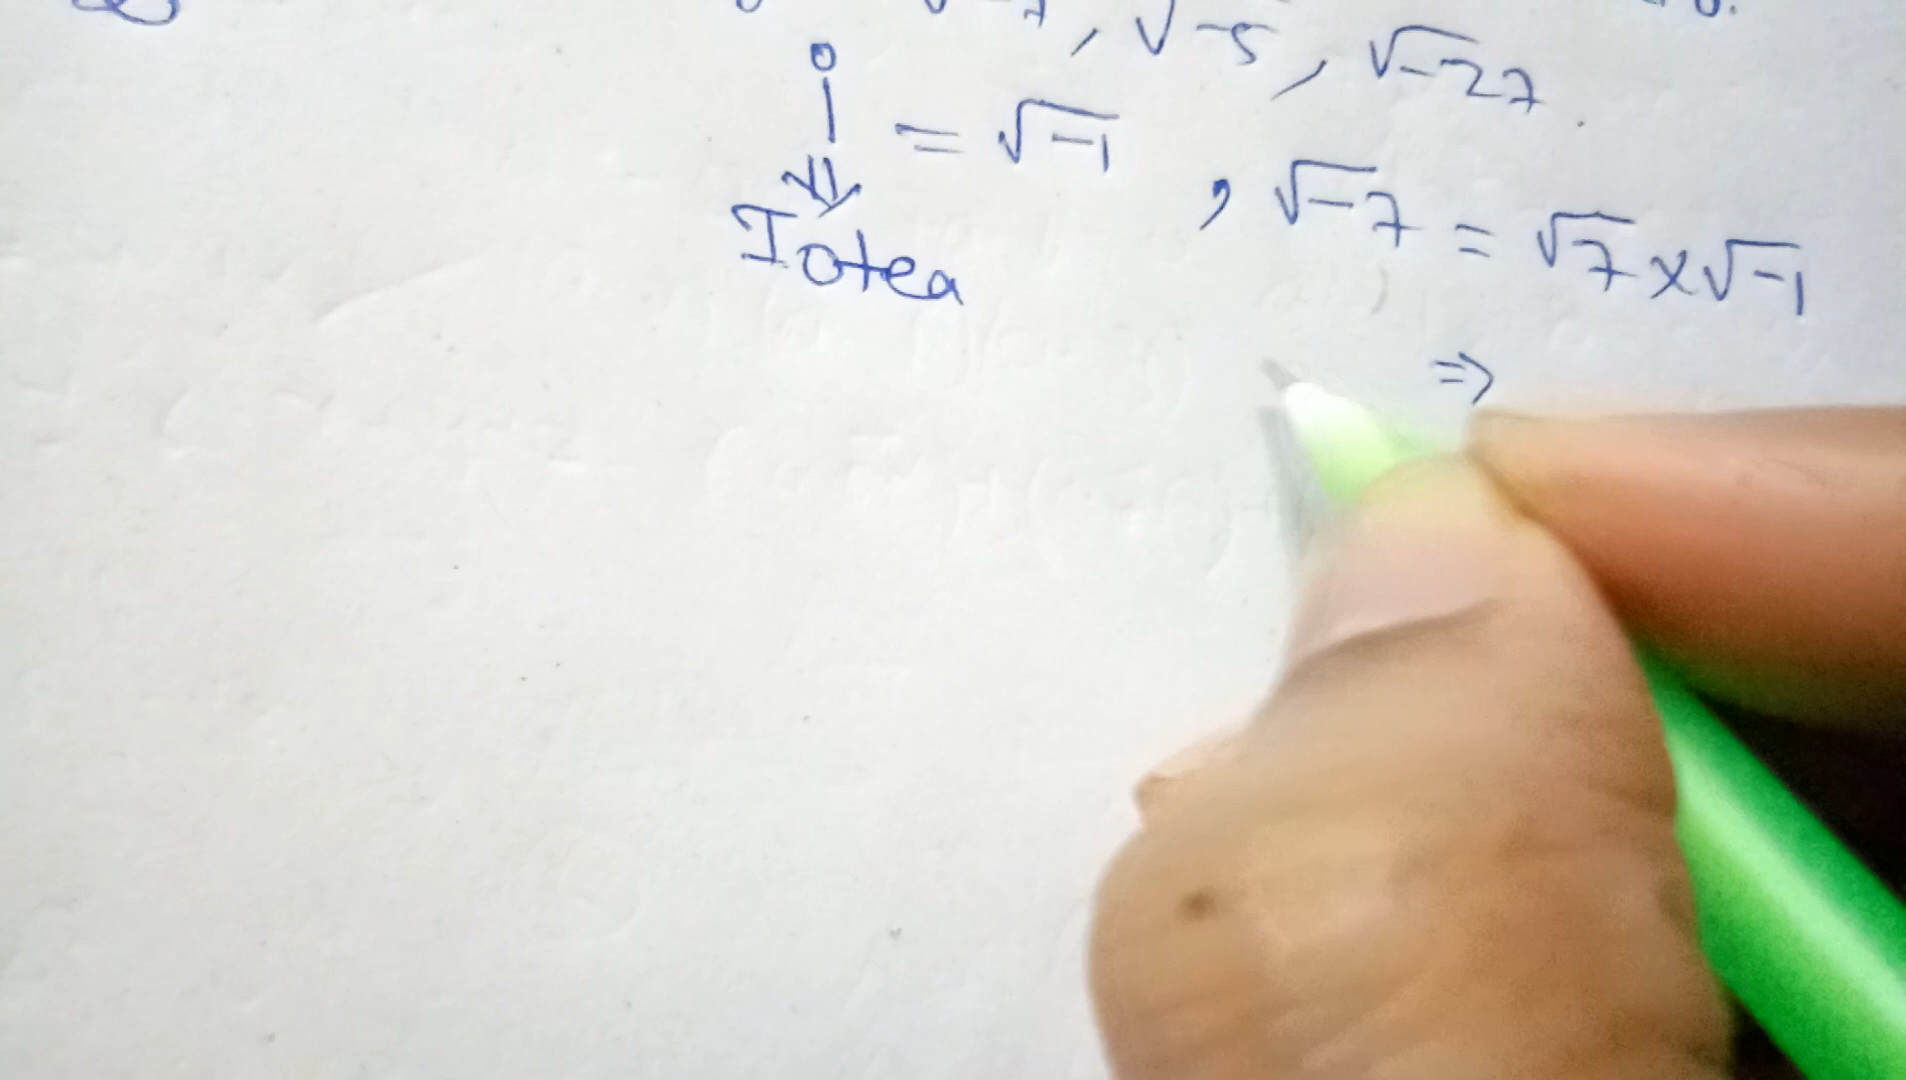 , √-5, √-27
i = √-1, √-7 = √7 x √-1
⇓
Iotea
⇒